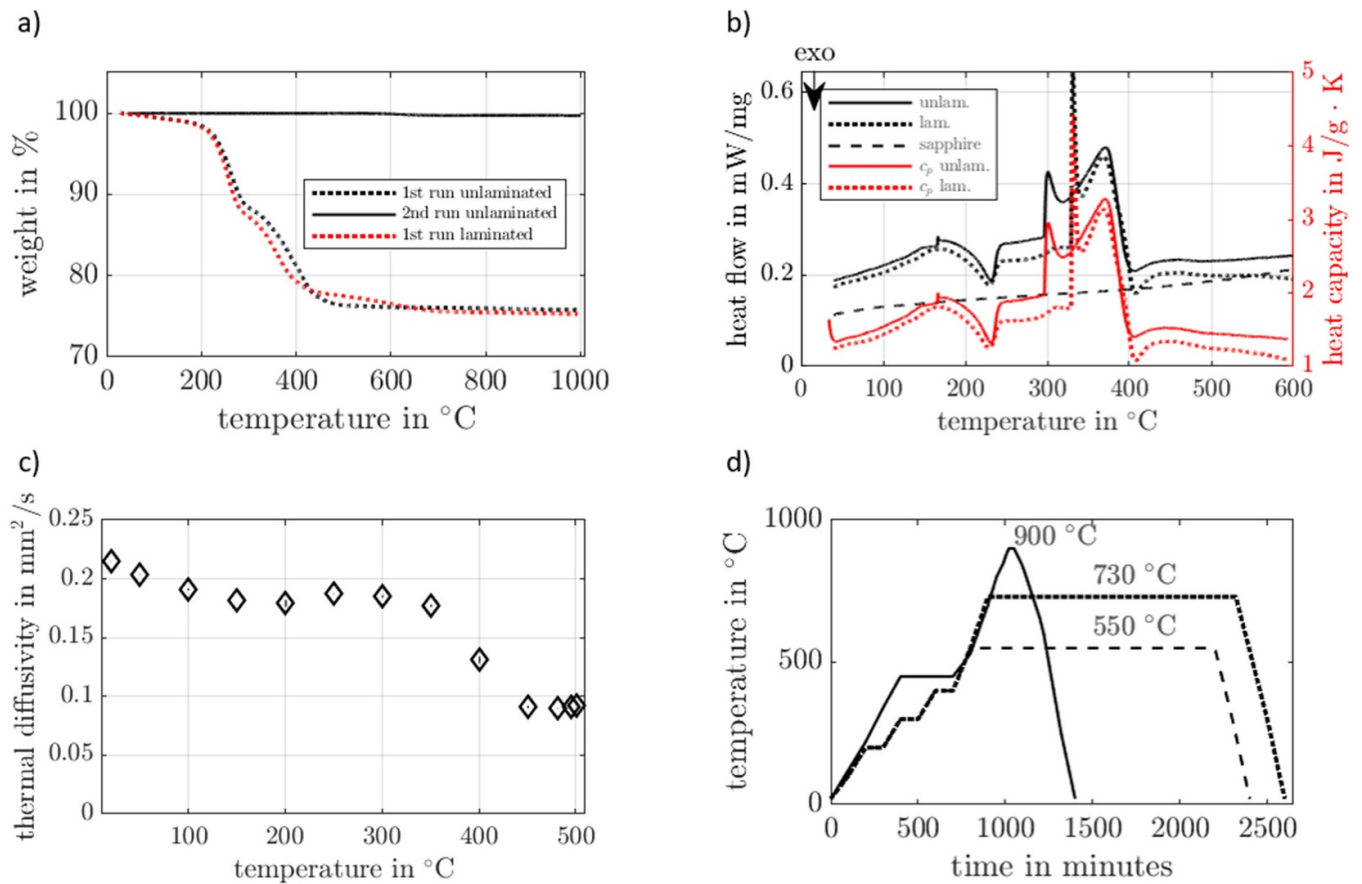 a)
100
90
80
70
weight in %
1st run unlaminated
2nd run unlaminated
1st run laminated
0 200 400 600 800 1000
temperature in °C
b)
exo
0.6
0.4
0.2
0
heat flow in mW/mg
unlam.
lam.
sapphire
cp unlam.
cp lam.
5
4
3
2
1
heat capacity in J/g · K
0 100 200 300 400 500 600
temperature in °C
c)
0.25
0.2
0.15
0.1
0.05
0
thernal diffusivity in mm²/s
100 200 300 400 500
temperature in °C
d)
1000
500
0
temperature in °C
900 °C
730 °C
550 °C
0 500 1000 1500 2000 2500
time in minutes